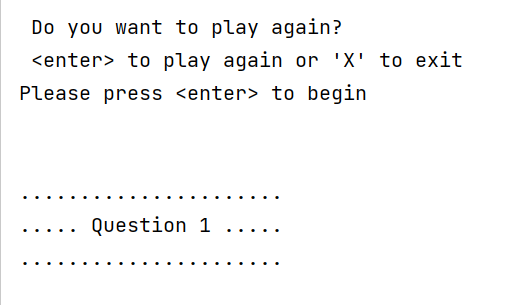 Do you want to play again?
<enter> to play again or 'X' to exit
Please press <enter> to begin
......................
..... Question 1 .....
......................